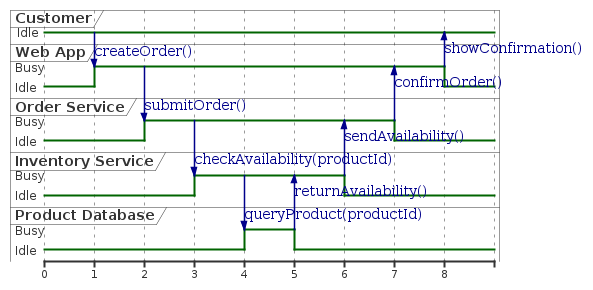 Customer
Idle
Web App
createOrder()
showConfirmation()
Busy
Idle
confirmOrder()
Order Service
submitOrder()
Busy
Idle
sendAvailability()
Inventory Service
checkAvailability(productId)
Busy
Idle
returnAvailability()
Product Database
queryProduct(productId)
Busy
Idle
0 1 2 3 4 5 6 7 8